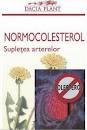 DACIA PLANT
NORMOCOLESTEROL
Suplețea arterelor